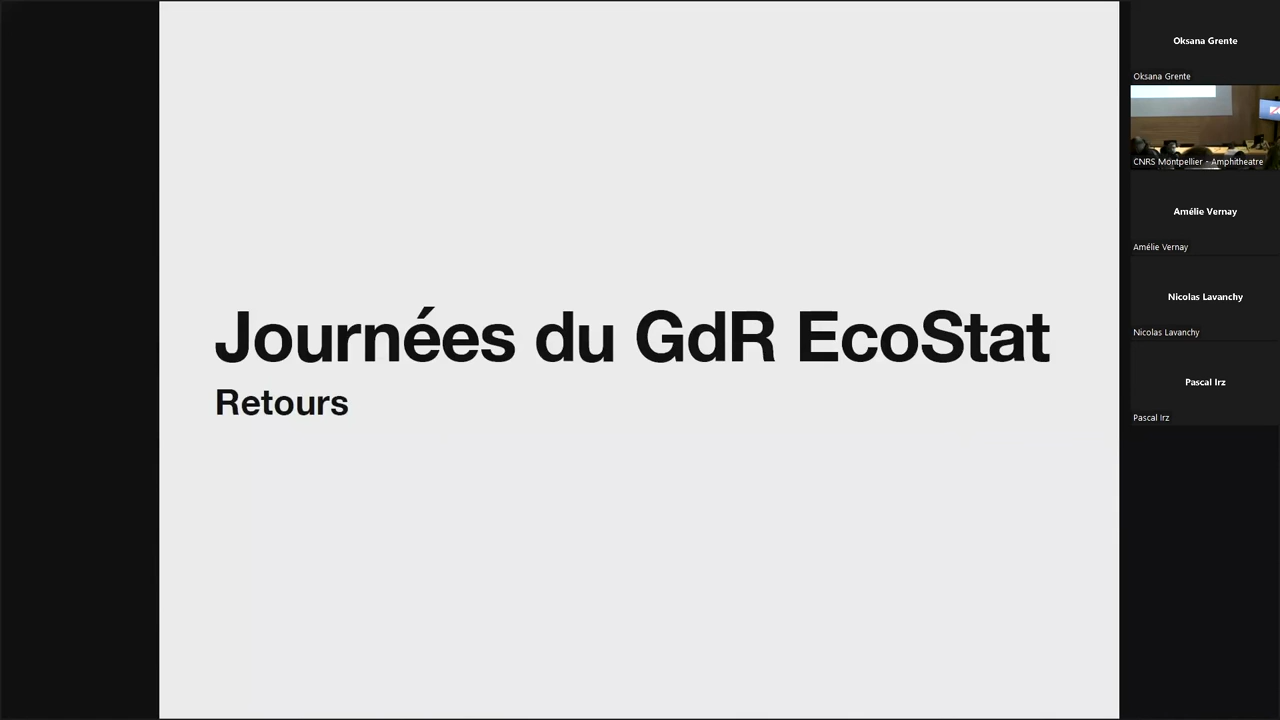 Journées du GdR EcoStat
Retours
Oksana Grente
Oksana Grente
CNRS Montpellier - Amphitheatre
Amélie Vernay
Amélie Vernay
Nicolas Lavanchy
Nicolas Lavanchy
Pascal Irz
Pascal Irz